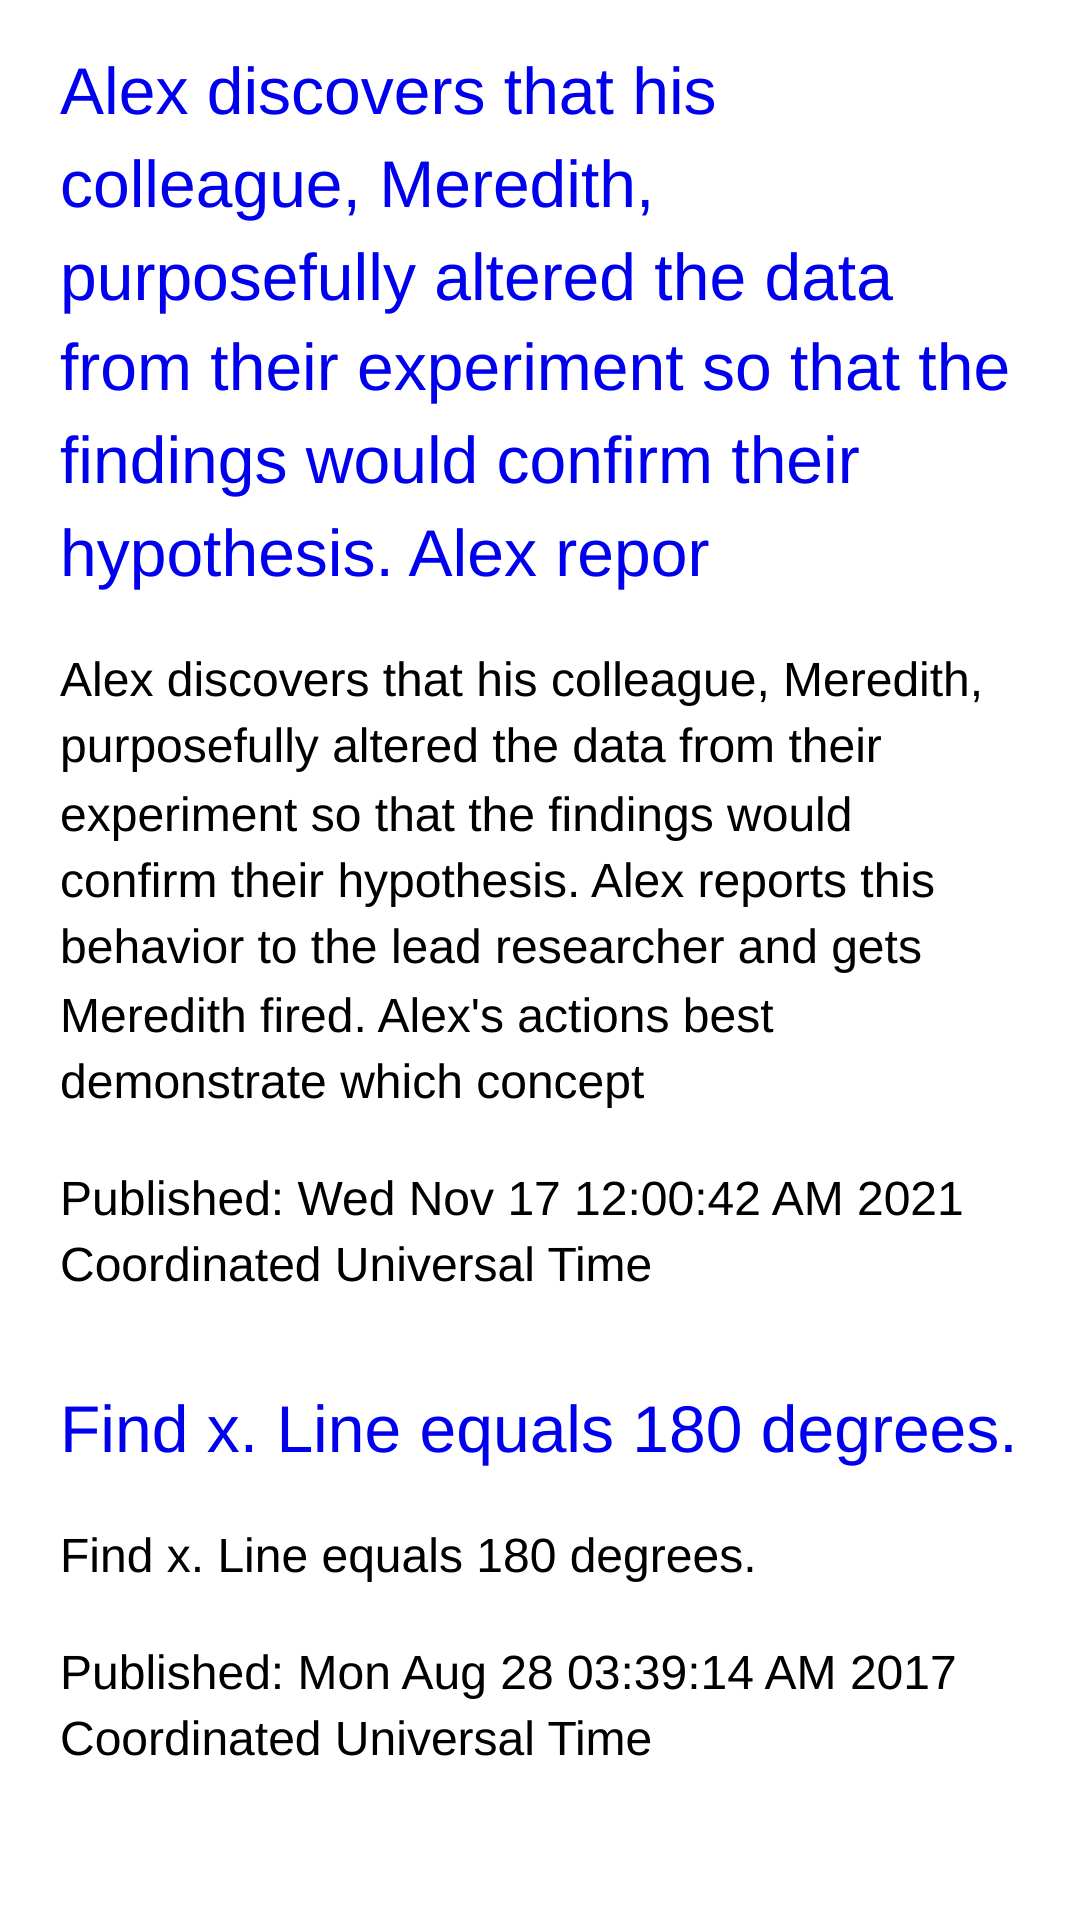 Alex discovers that his
colleague, Meredith,
purposefully altered the data
from their experiment so that the
findings would confirm their
hypothesis. Alex repor
Alex discovers that his colleague, Meredith,
purposefully altered the data from their
experiment so that the findings would
confirm their hypothesis. Alex reports this
behavior to the lead researcher and gets
Meredith fired. Alex's actions best
demonstrate which concept
Published: Wed Nov 17 12:00:42 AM 2021
Coordinated Universal Time
Find x. Line equals 180 degrees.
Find x. Line equals 180 degrees.
Published: Mon Aug 28 03:39:14 AM 2017
Coordinated Universal Time